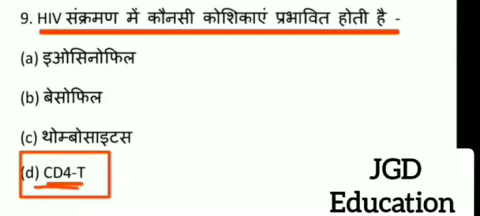 9. HIV संक्रमण में कौनसी कोशिकाएं प्रभावित होती है -
(a) इओसिनोफिल
(b) बेसोफिल
(c) थोम्बोसाइटस
(d) CD4-T
JGD
Education